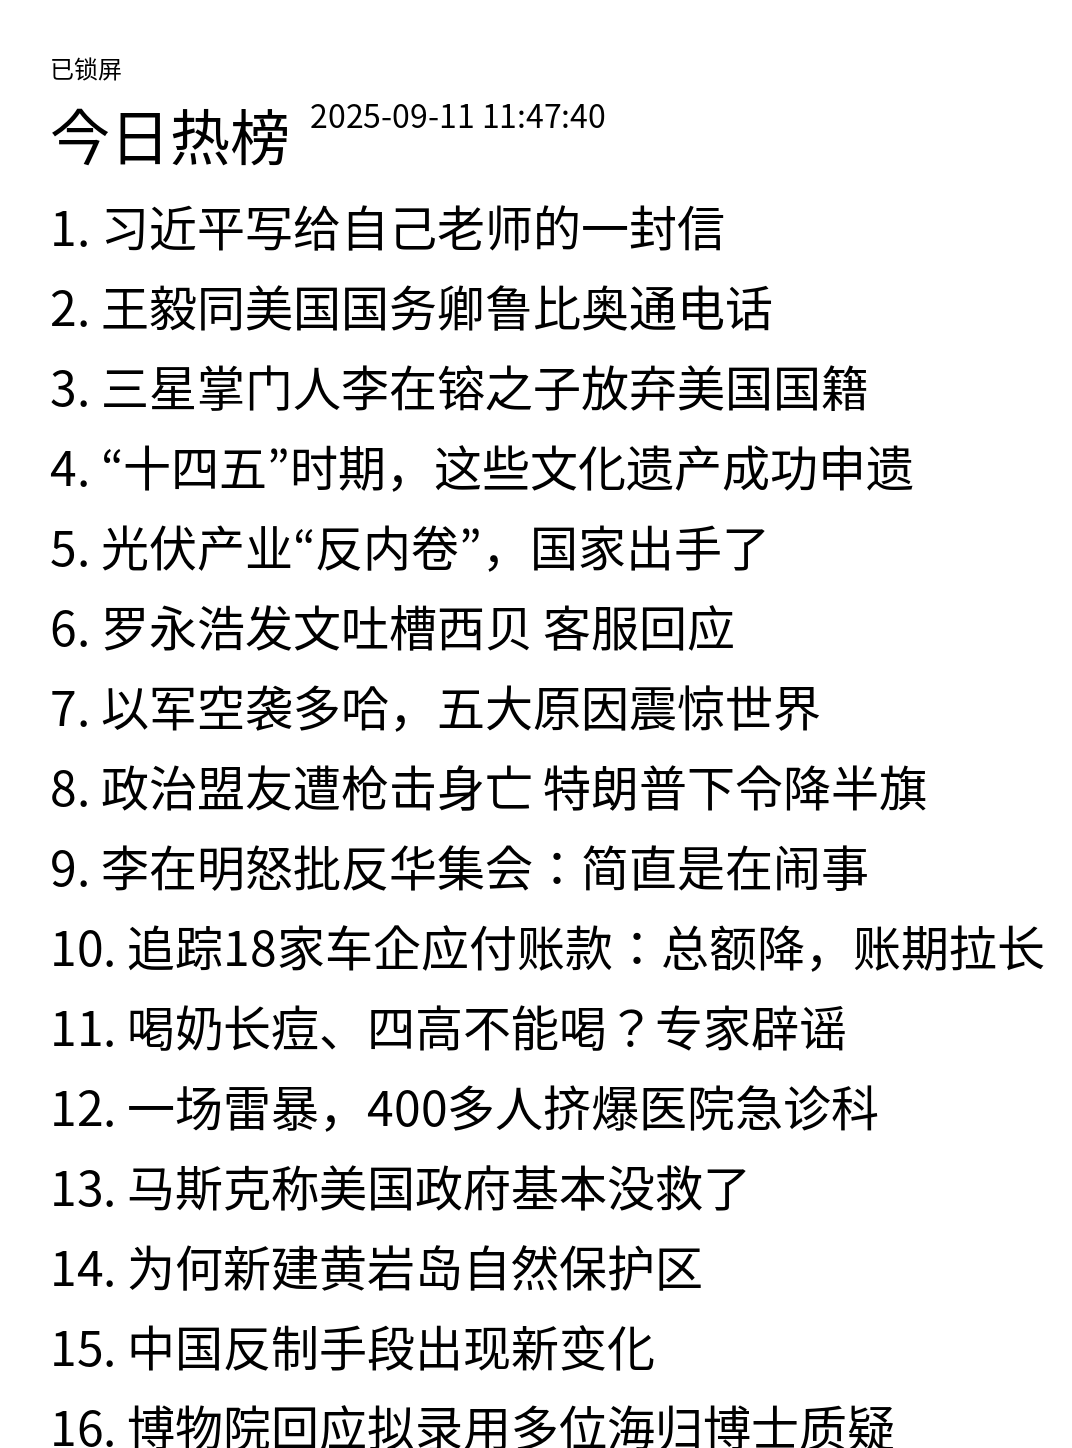 已锁屏
今日热榜 2025-09-11 11:47:40
1. 习近平写给自己老师的一封信
2. 王毅同美国国务卿鲁比奥通电话
3. 三星掌门人李在镕之子放弃美国国籍
4. “十四五”时期，这些文化遗产成功申遗
5. 光伏产业“反内卷”，国家出手了
6. 罗永浩发文吐槽西贝 客服回应
7. 以军空袭多哈，五大原因震惊世界
8. 政治盟友遭枪击身亡 特朗普下令降半旗
9. 李在明怒批反华集会：简直是在闹事
10. 追踪18家车企应付账款：总额降，账期拉长
11. 喝奶长痘、四高不能喝？专家辟谣
12. 一场雷暴，400多人挤爆医院急诊科
13. 马斯克称美国政府基本没救了
14. 为何新建黄岩岛自然保护区
15. 中国反制手段出现新变化
16. 博物院回应拟录用多位海归博士质疑